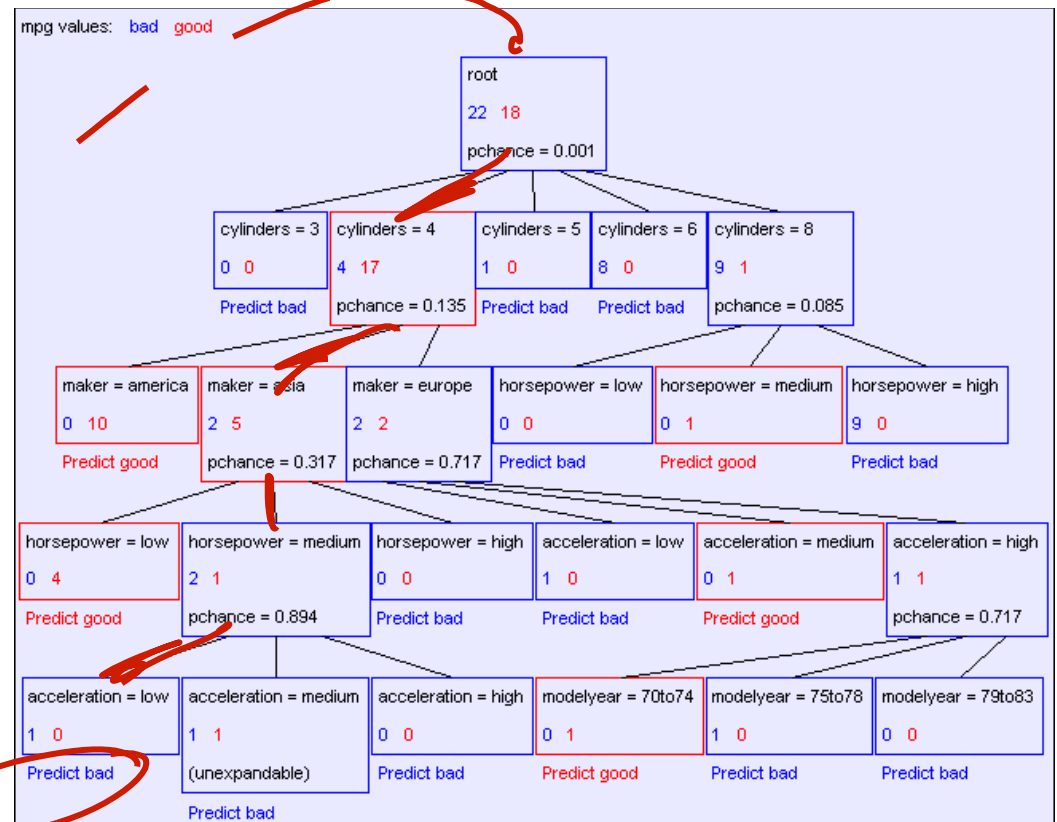 mpg values: bad good
root
22 18
pchance = 0.001
cylinders = 3 cylinders = 4 cylinders = 5 cylinders = 6 cylinders = 8
0 0 4 17 1 0 8 0 9 1
Predict bad pchance = 0.135 Predict bad Predict bad pchance = 0.085
maker = america maker = asia maker = europe horsepower = low horsepower = medium horsepower = high
0 10 2 5 2 2 0 0 0 1 9 0
Predict good pchance = 0.317 pchance = 0.717 Predict bad Predict good Predict bad
horsepower = low horsepower = medium horsepower = high acceleration = low acceleration = medium acceleration = high
0 4 2 1 0 0 1 0 0 1 1 1
Predict good pchance = 0.894 Predict bad Predict bad Predict good pchance = 0.717
acceleration = low acceleration = medium acceleration = high modelyear = 70to74 modelyear = 75to78 modelyear = 79to83
1 0 1 1 0 0 0 1 1 0 0 0
Predict bad (unexpandable) Predict bad Predict good Predict bad Predict bad
Predict bad